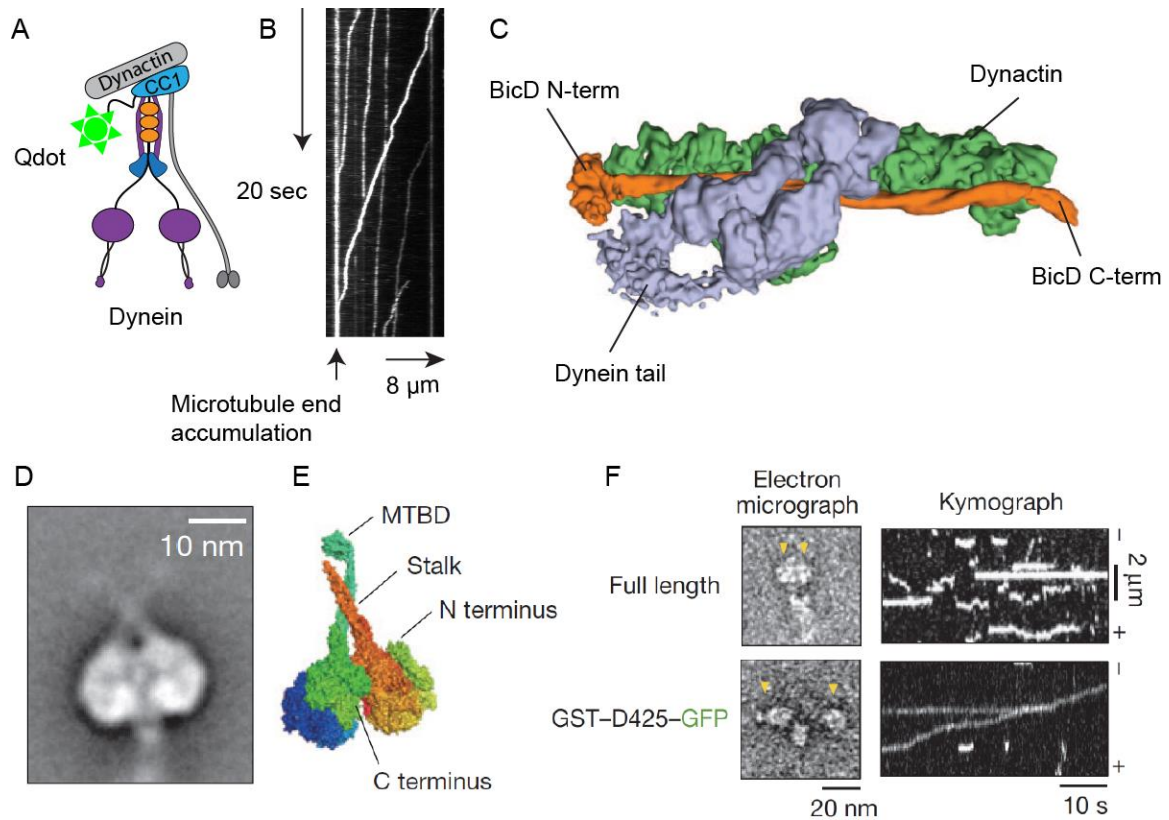 A
Dynactin
CC1
Qdot
Dynein
B
20 sec
8 µm
Microtubule end
accumulation
C
BicD N-term
Dynactin
Dynein tail
BicD C-term
D
10 nm
E
MTBD
Stalk
N terminus
C terminus
F
Electron
micrograph
Kymograph
Full length
−
2 µm
+
GST–D425–GFP
−
+
20 nm
10 s